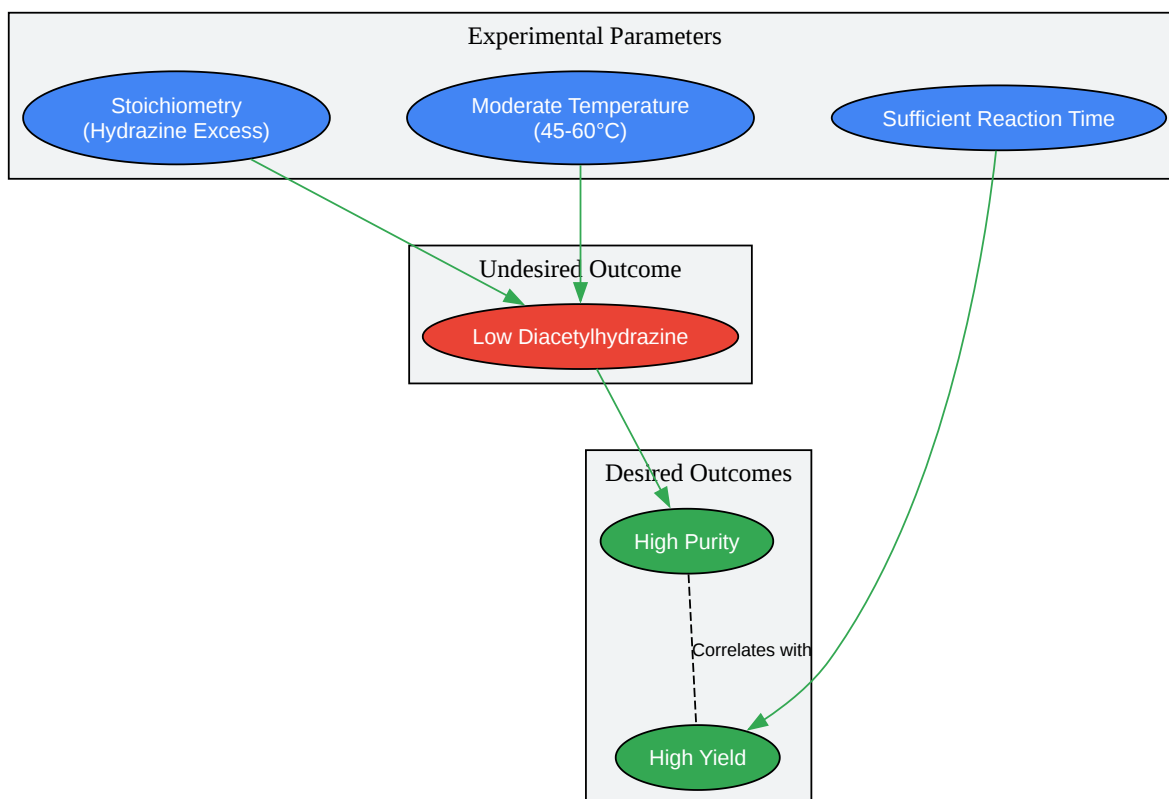 Experimental Parameters
Stoichiometry
(Hydrazine Excess)
Moderate Temperature
(45-60°C)
Sufficient Reaction Time
Undesired Outcome
Low Diacetylhydrazine
Desired Outcomes
High Purity
Correlates with
High Yield